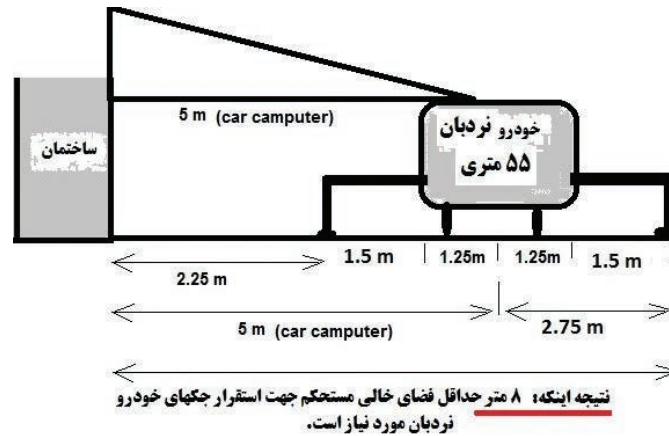 5 m (car camputer)
خودرو نردبان
۵۵ متری
ساختمان
1.5 m
1.25m
1.25m
1.5 m
2.25 m
5 m (car camputer)
2.75 m
نتیجه اینکه: ۸ متر حداقل فضای خالی مستحکم جهت استقرار جکهای خودرو
نردبان مورد نیاز است.